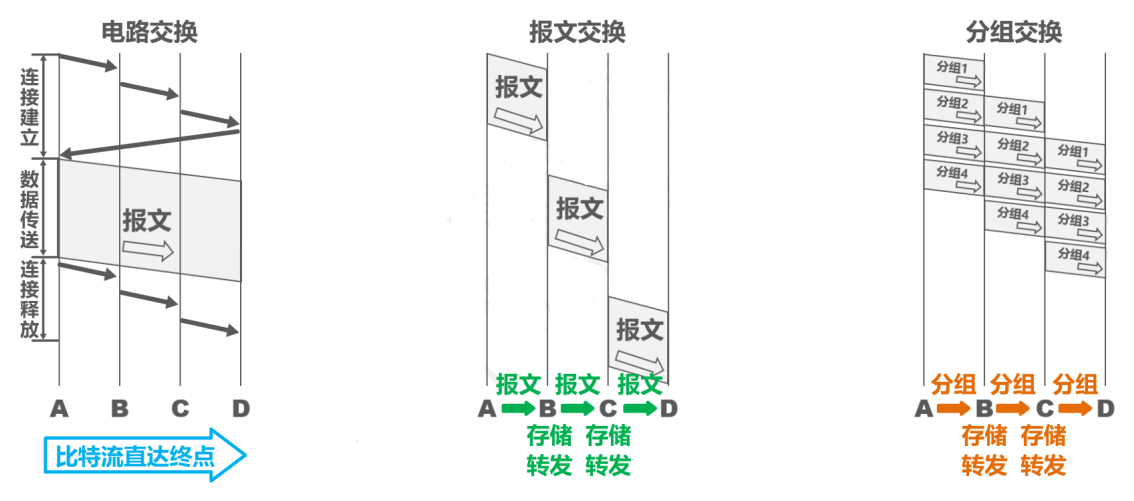 电路交换
连接建立
数据传送
连接释放
报文
A B C D
比特流直达终点
报文交换
报文
报文
报文
报文 报文 报文
A B C D
存储 存储
转发 转发
分组交换
分组1
分组2 分组1
分组3 分组2 分组1
分组4 分组3 分组2
分组4 分组3
分组4
分组 分组 分组
A B C D
存储 存储
转发 转发